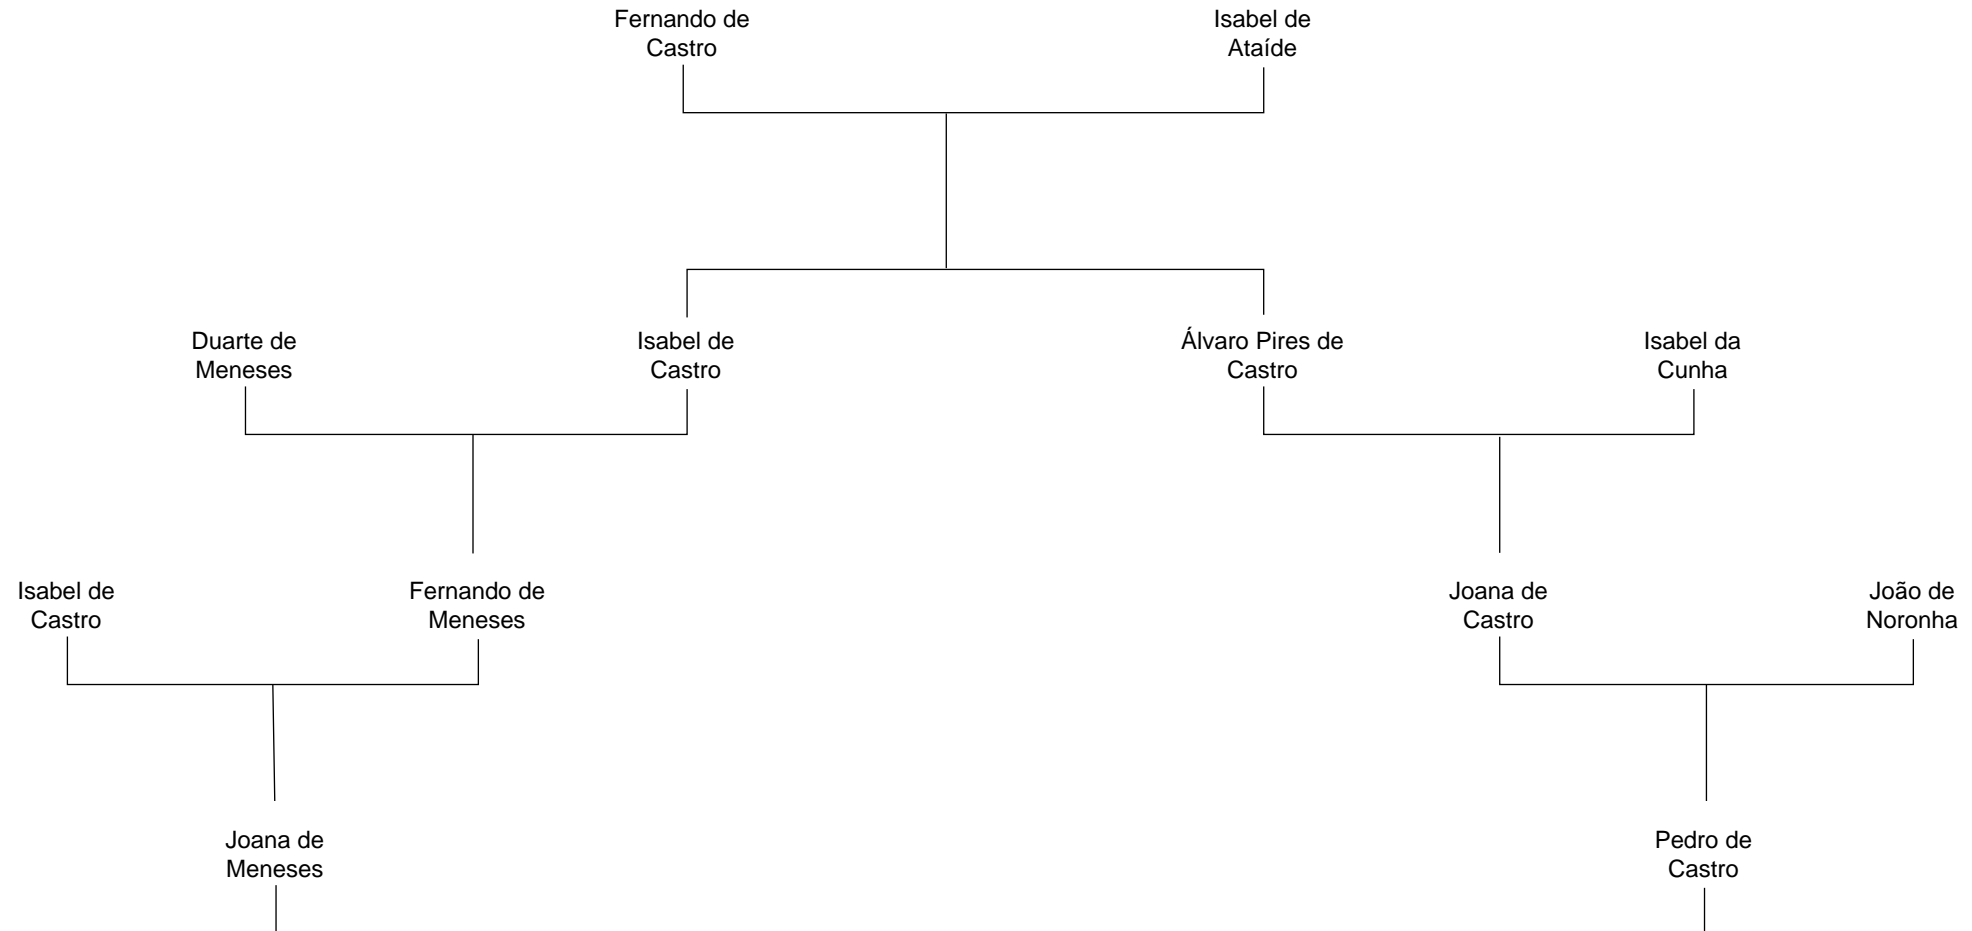 Fernando de
Castro
Isabel de
Ataíde
Duarte de
Meneses
Isabel de
Castro
Álvaro Pires de
Castro
Isabel da
Cunha
Isabel de
Castro
Fernando de
Meneses
Joana de
Castro
João de
Noronha
Joana de
Meneses
Pedro de
Castro